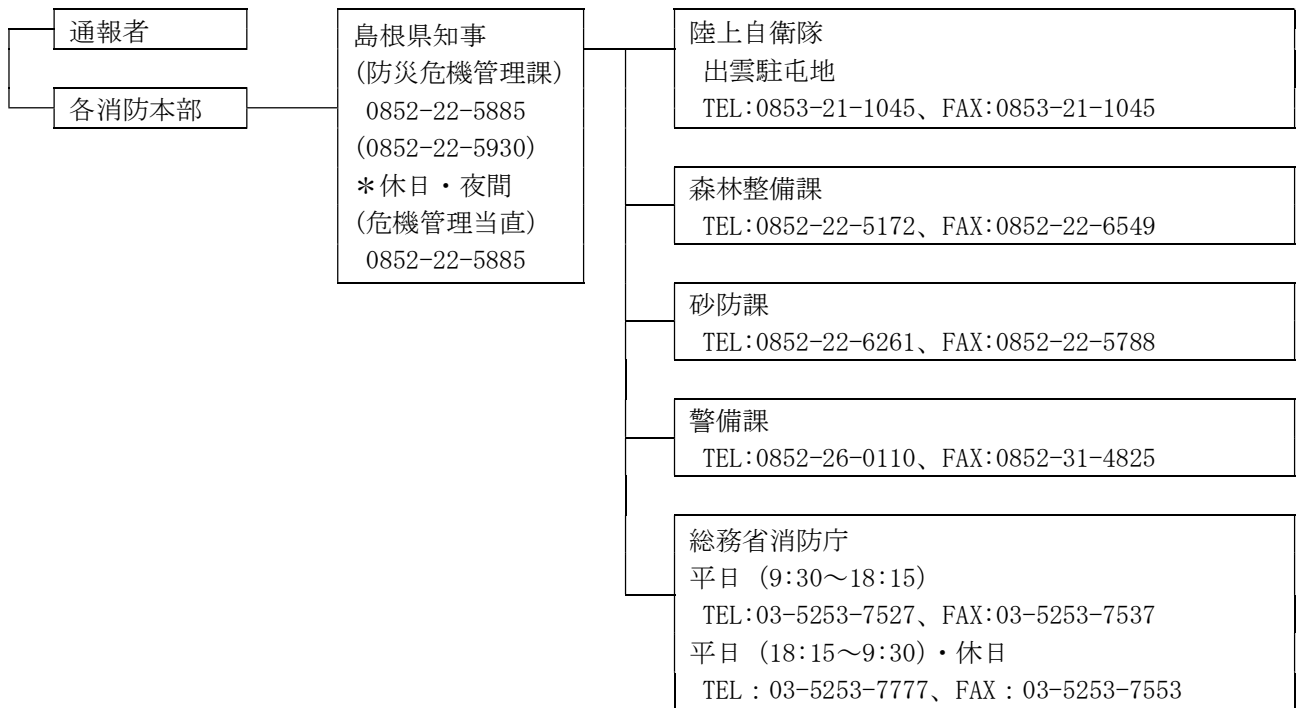 通報者
各消防本部
島根県知事
(防災危機管理課)
0852-22-5885
(0852-22-5930)
＊休日・夜間
(危機管理当直)
0852-22-5885
陸上自衛隊
出雲駐屯地
TEL:0853-21-1045、FAX:0853-21-1045
森林整備課
TEL:0852-22-5172、FAX:0852-22-6549
砂防課
TEL:0852-22-6261、FAX:0852-22-5788
警備課
TEL:0852-26-0110、FAX:0852-31-4825
総務省消防庁
平日 (9:30～18:15)
TEL:03-5253-7527、FAX:03-5253-7537
平日 (18:15～9:30)・休日
TEL：03-5253-7777、FAX：03-5253-7553